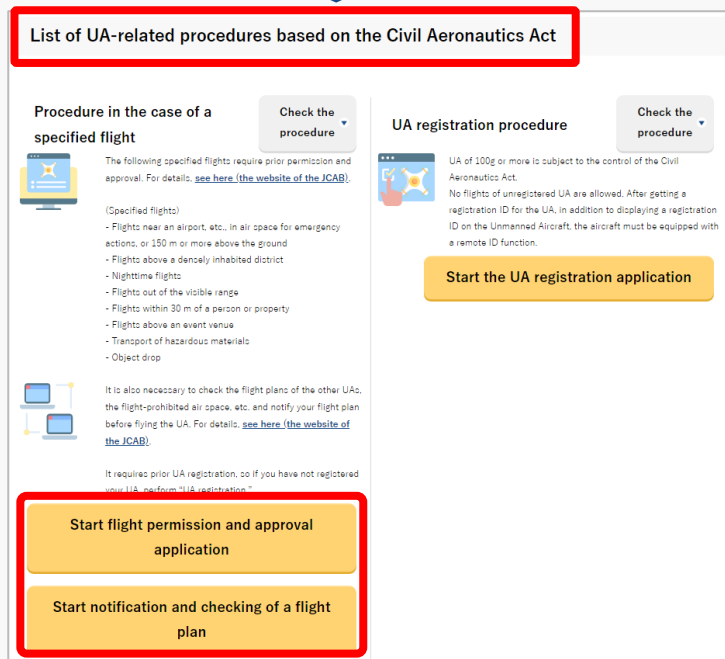 List of UA-related procedures based on the Civil Aeronautics Act
Procedure in the case of a
specified flight
Check the
procedure
The following specified flights require prior permission and
approval. For details, see here (the website of the JCAB).
(Specified flights)
- Flights near an airport, etc., in air space for emergency
actions, or 150 m or more above the ground
- Flights above a densely inhabited district
- Nighttime flights
- Flights out of the visible range
- Flights within 30 m of a person or property
- Flights above an event venue
- Transport of hazardous materials
- Object drop
It is also necessary to check the flight plans of the other UAs,
the flight-prohibited air space, etc. and notify your flight plan
before flying the UA. For details, see here (the website of
the JCAB).
It requires prior UA registration, so if you have not registered
your UA, perform "UA registration."
Start flight permission and approval
application
Start notification and checking of a flight
plan
UA registration procedure
Check the
procedure
UA of 100g or more is subject to the control of the Civil
Aeronautics Act.
No flights of unregistered UA are allowed. After getting a
registration ID for the UA, in addition to displaying a registration
ID on the Unmanned Aircraft, the aircraft must be equipped with
a remote ID function.
Start the UA registration application